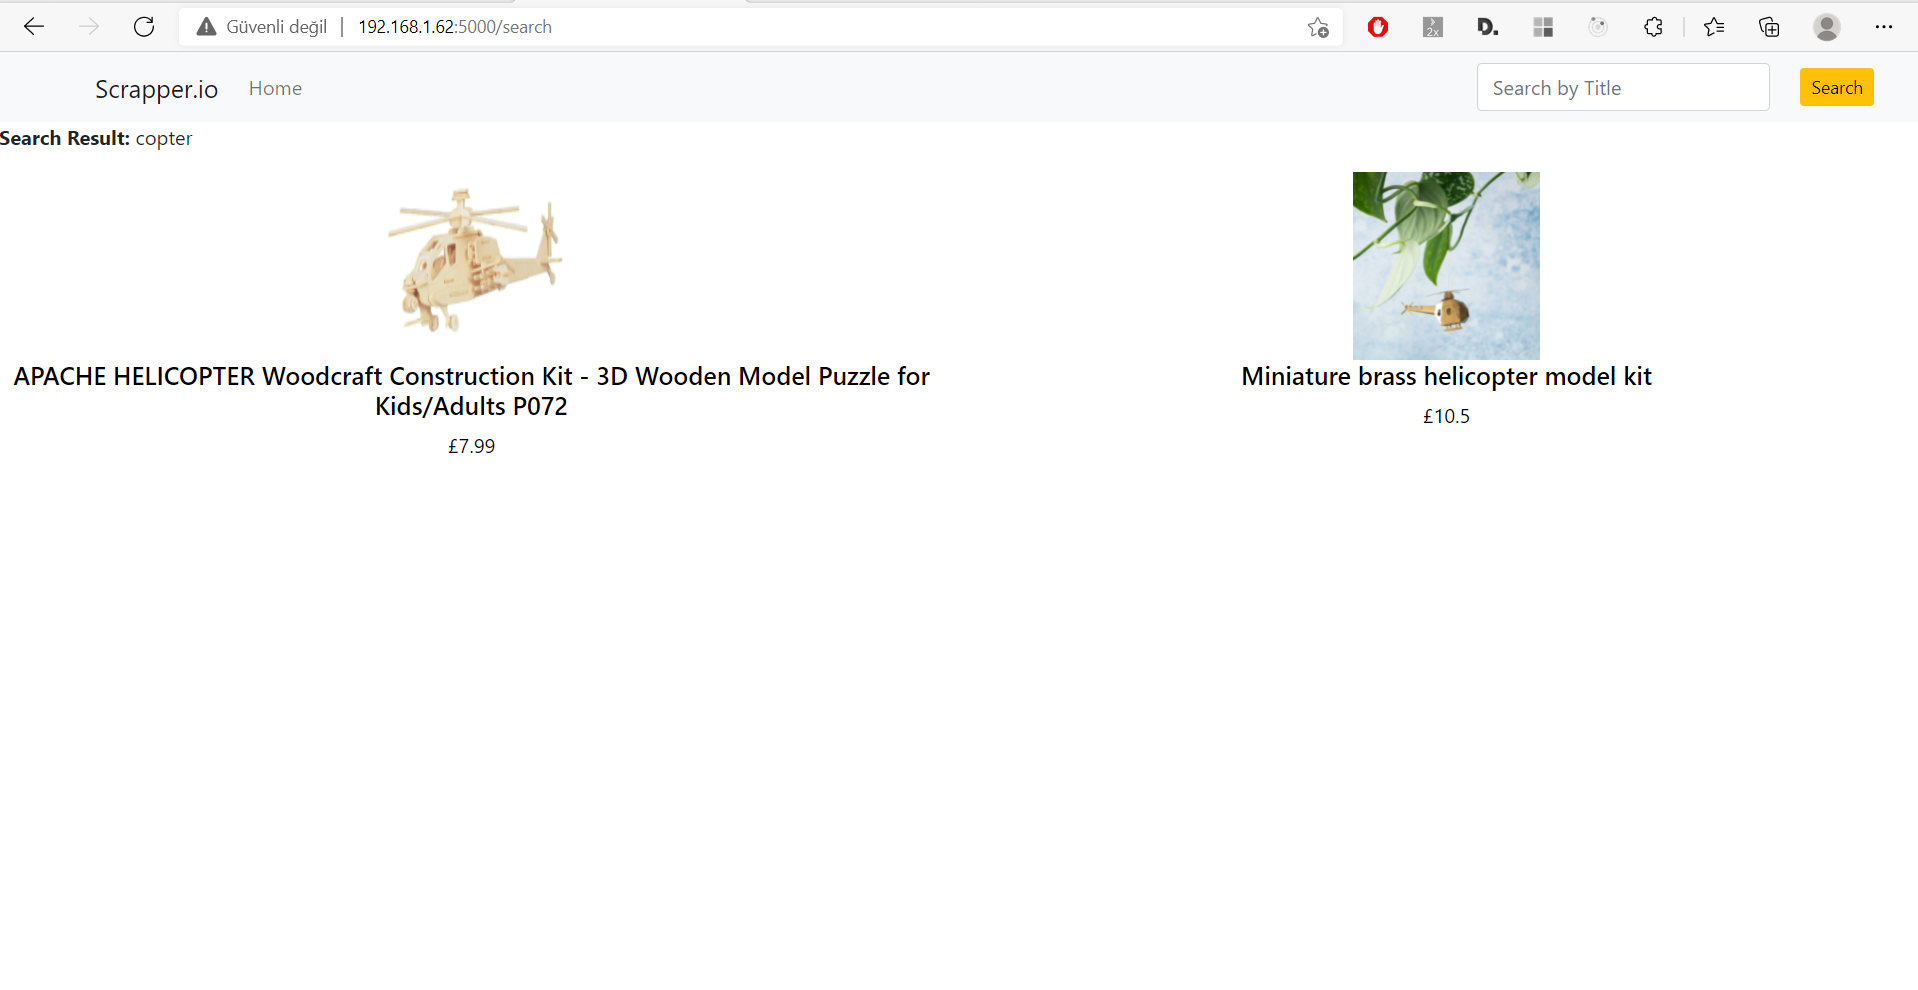 Güvenli değil | 192.168.1.62:5000/search
2x
D.
Scrapper.io Home Search by Title Search
Search Result: copter
APACHE HELICOPTER Woodcraft Construction Kit - 3D Wooden Model Puzzle for
Kids/Adults P072
£7.99
Miniature brass helicopter model kit
£10.5